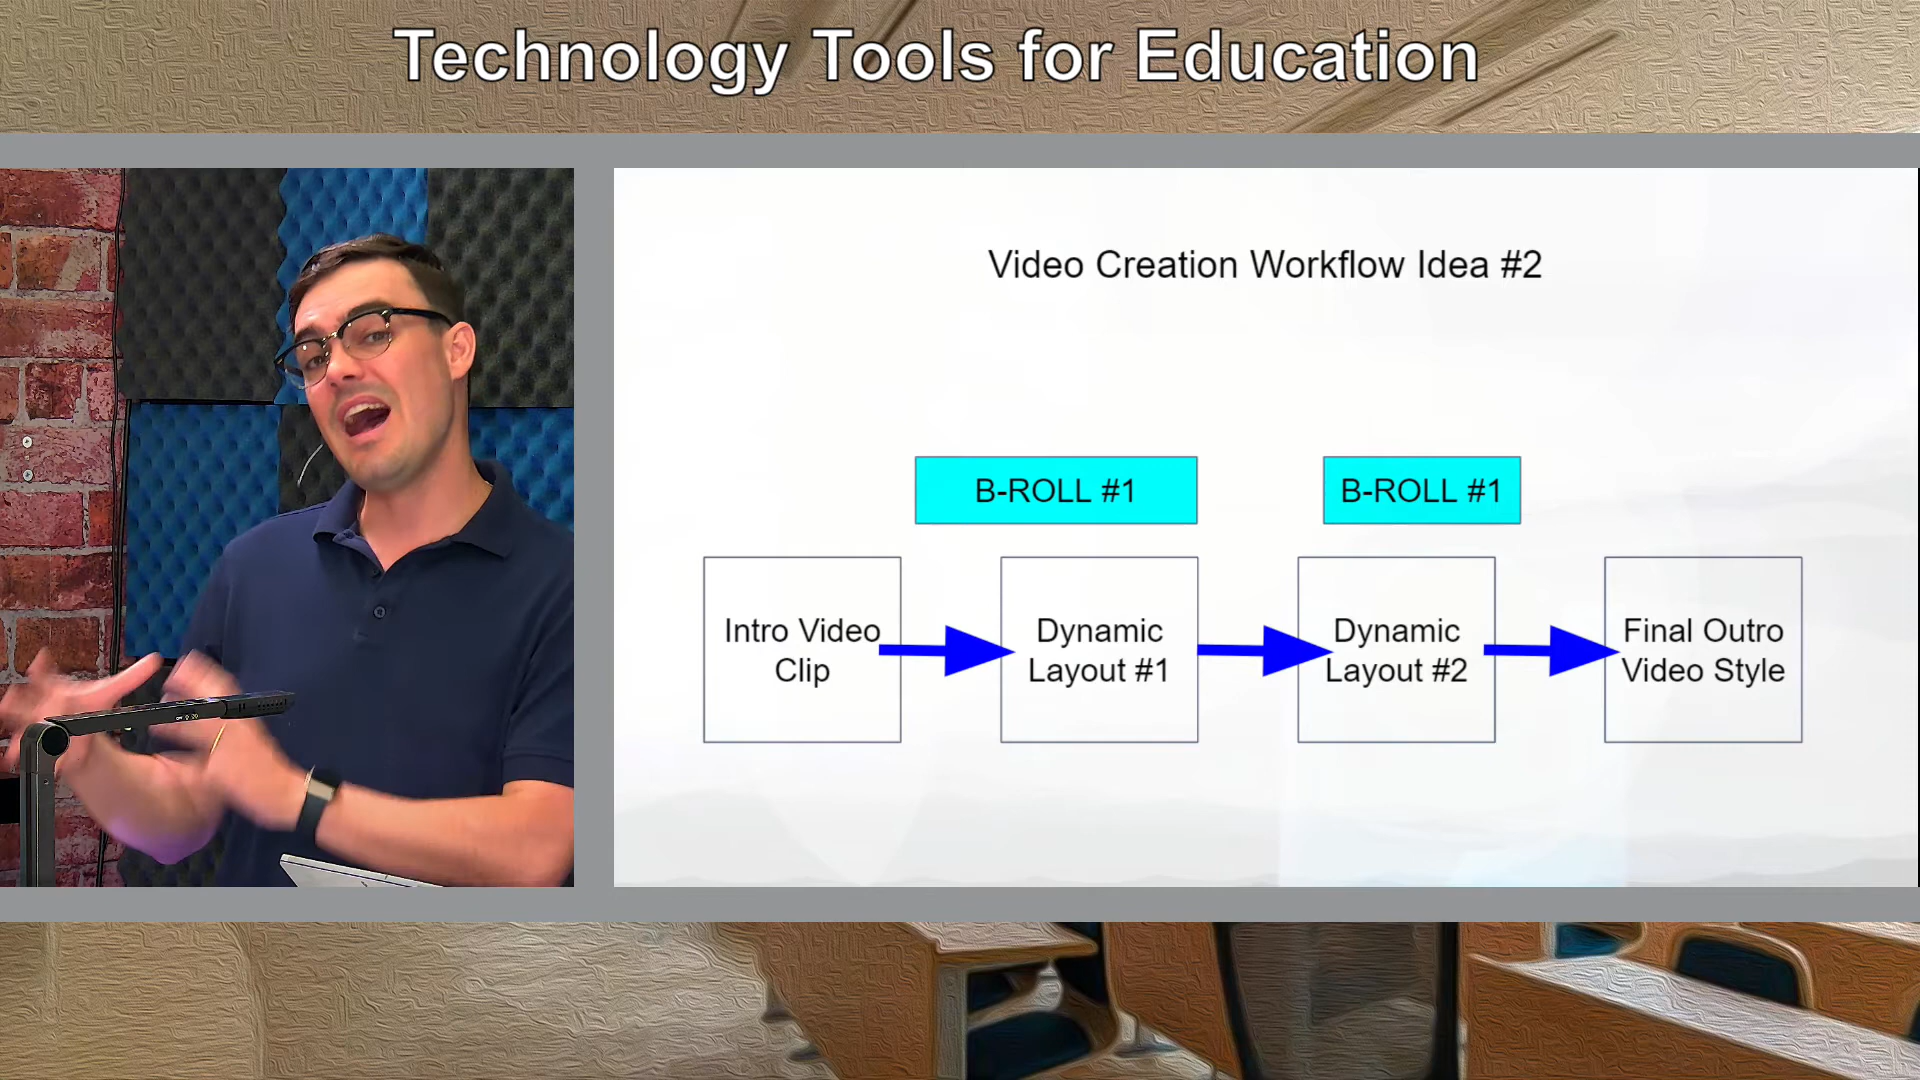 Technology Tools for Education
Video Creation Workflow Idea #2
B-ROLL #1
B-ROLL #1
Intro Video
Clip
Dynamic
Layout #1
Dynamic
Layout #2
Final Outro
Video Style